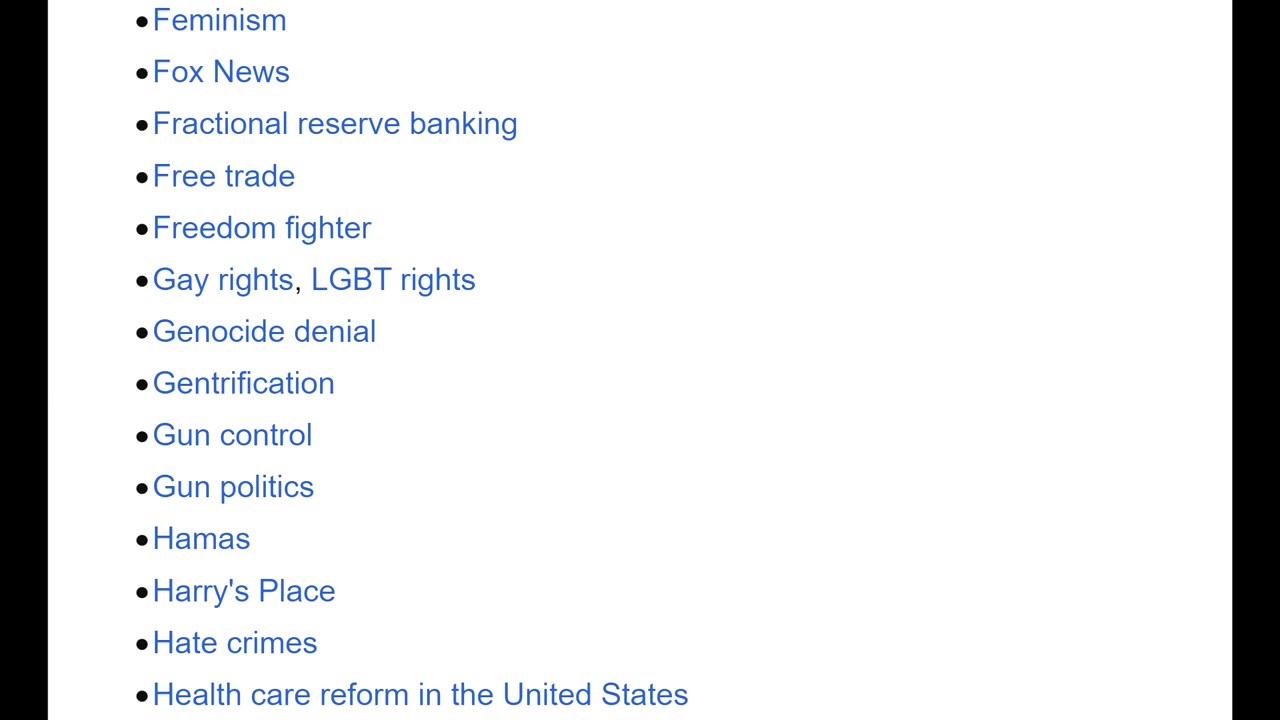 •Feminism
•Fox News
•Fractional reserve banking
•Free trade
•Freedom fighter
•Gay rights, LGBT rights
•Genocide denial
•Gentrification
•Gun control
•Gun politics
•Hamas
•Harry's Place
•Hate crimes
•Health care reform in the United States